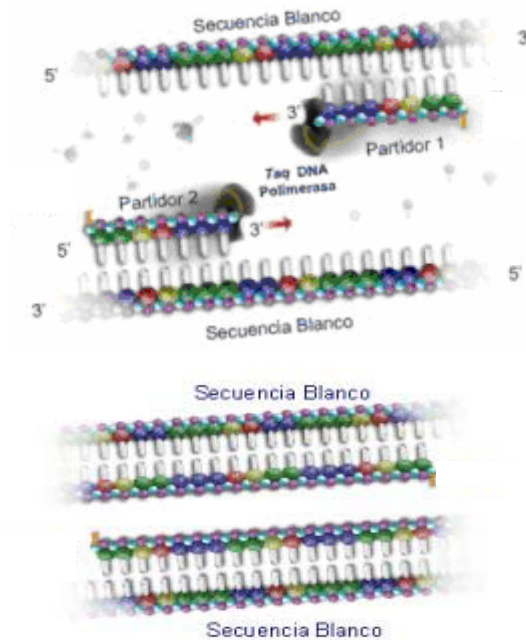 Secuencia Blanco
5'
3'
3'
Partidor 1
Taq DNA
Polimerasa
Partidor 2
3'
5'
5'
3'
Secuencia Blanco
Secuencia Blanco
Secuencia Blanco